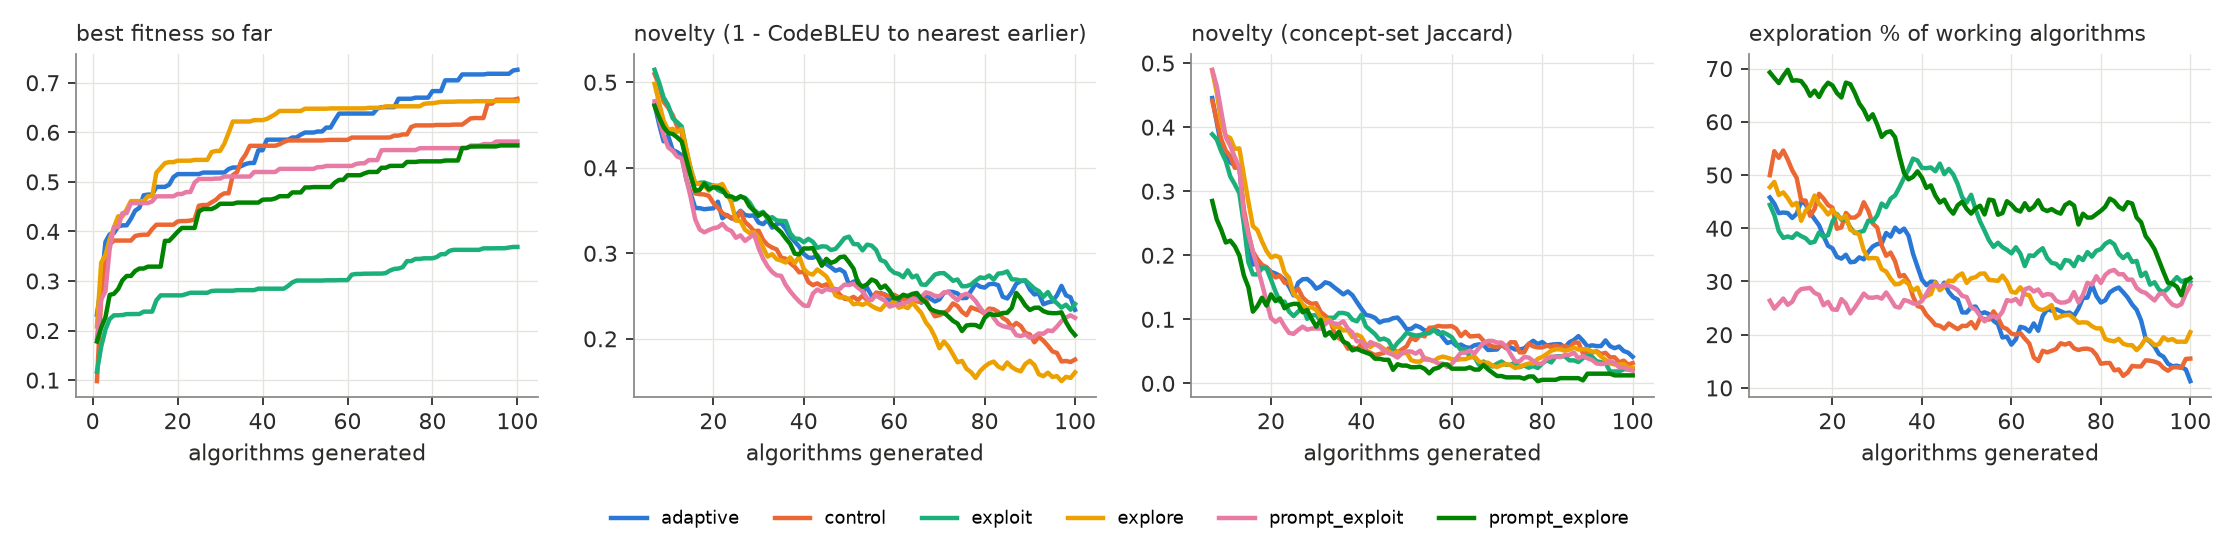 best fitness so far
0.7
0.6
0.5
0.4
0.3
0.2
0.1
0 20 40 60 80 100
algorithms generated
novelty (1 - CodeBLEU to nearest earlier)
0.5
0.4
0.3
0.2
20 40 60 80 100
algorithms generated
novelty (concept-set Jaccard)
0.5
0.4
0.3
0.2
0.1
0.0
20 40 60 80 100
algorithms generated
exploration % of working algorithms
70
60
50
40
30
20
10
20 40 60 80 100
algorithms generated
adaptive control exploit explore prompt_exploit prompt_explore